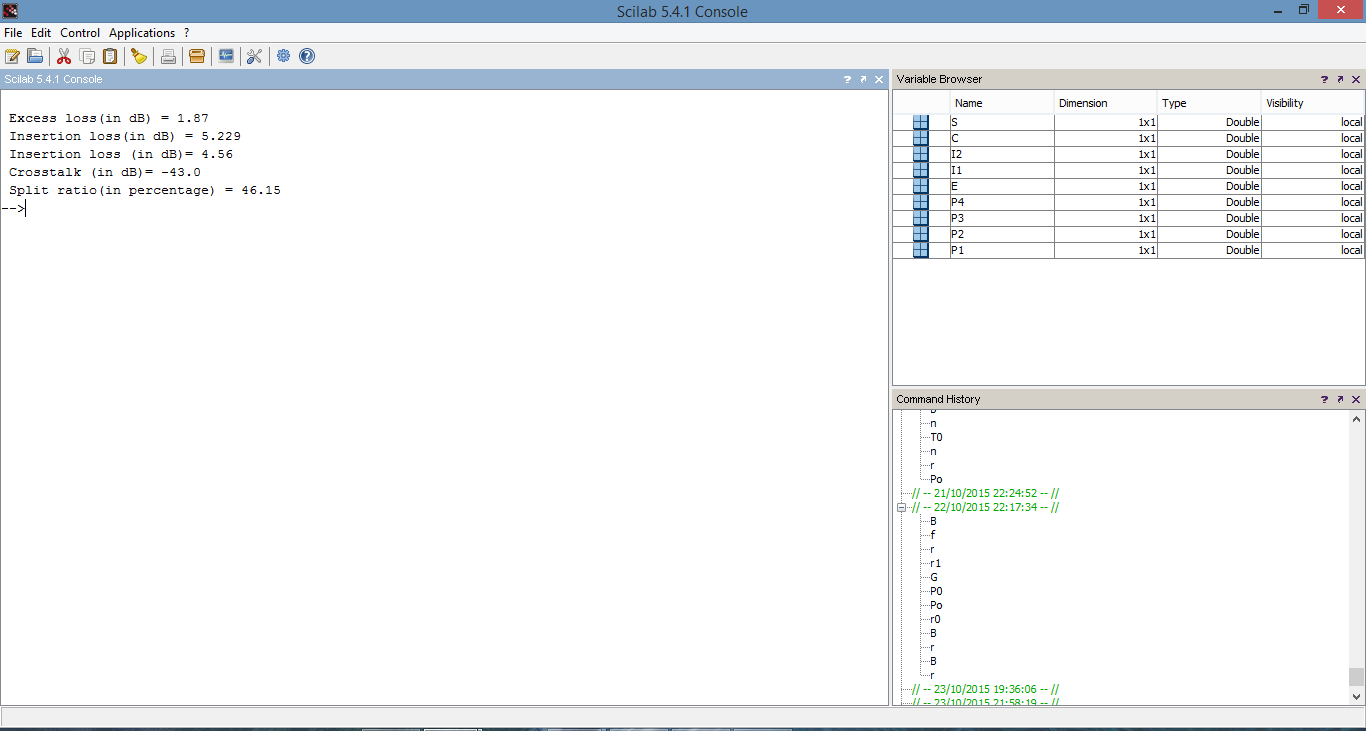 Scilab 5.4.1 Console
File Edit Control Applications ?
Scilab 5.4.1 Console
Excess loss(in dB) = 1.87
Insertion loss(in dB) = 5.229
Insertion loss (in dB)= 4.56
Crosstalk (in dB)= -43.0
Split ratio(in percentage) = 46.15
-->
Variable Browser
Name Dimension Type Visibility
S 1x1 Double local
C 1x1 Double local
I2 1x1 Double local
I1 1x1 Double local
E 1x1 Double local
P4 1x1 Double local
P3 1x1 Double local
P2 1x1 Double local
P1 1x1 Double local
Command History
n
T0
n
r
Po
// -- 21/10/2015 22:24:52 -- //
// -- 22/10/2015 22:17:34 -- //
B
f
r
r1
G
P0
Po
r0
B
r
B
r
// -- 23/10/2015 19:36:06 -- //
// -- 23/10/2015 21:58:19 -- //